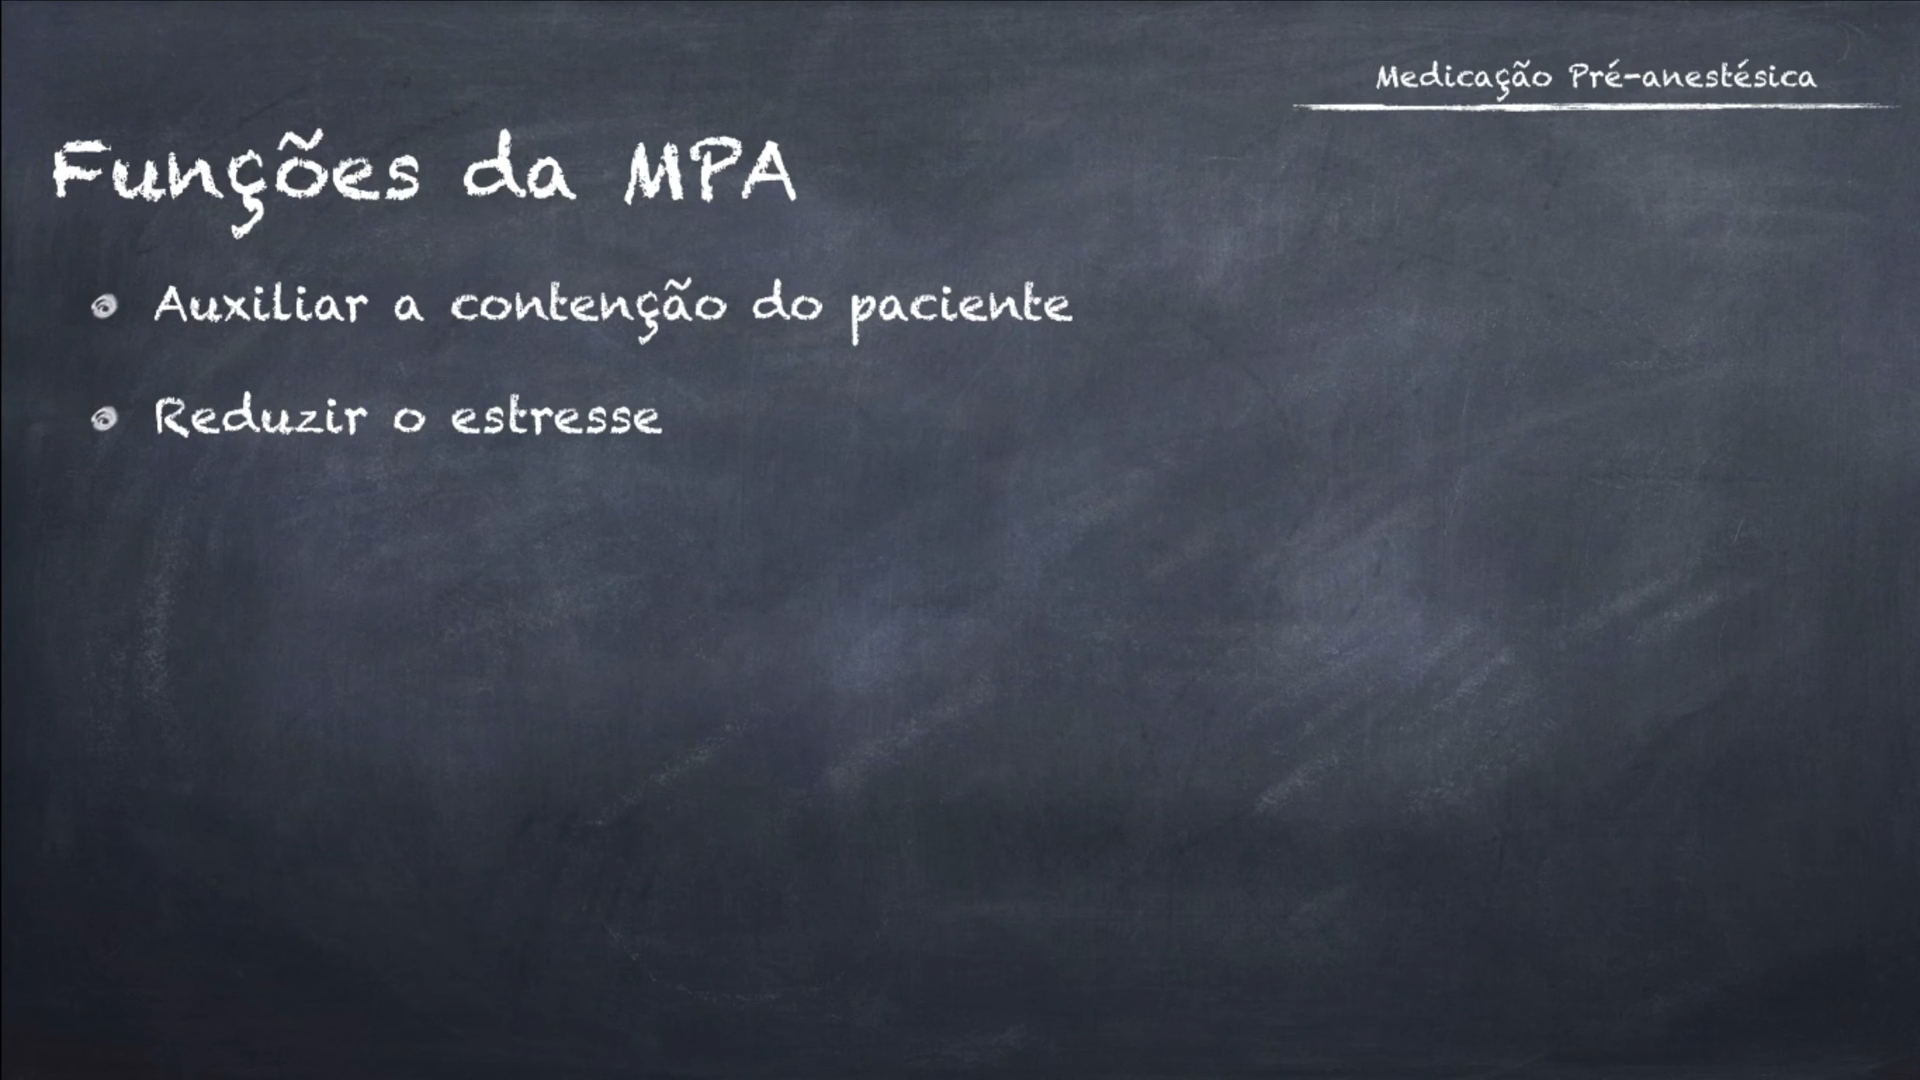 Medicação Pré-anestésica
Funções da MPA
Auxiliar a contenção do paciente
Reduzir o estresse